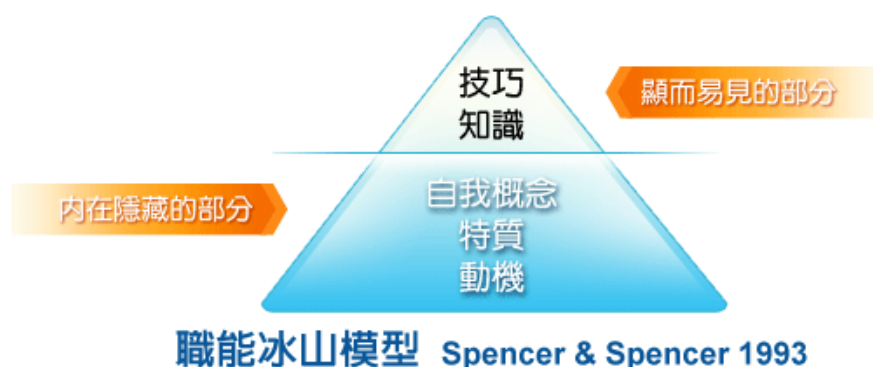 技巧
知識
顯而易見的部分
自我概念
特質
動機
內在隱藏的部分
職能冰山模型 Spencer & Spencer 1993